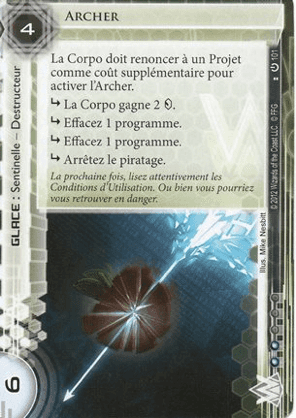 ARCHER
4
La Corpo doit renoncer à un Projet
comme coût supplémentaire pour
activer l'Archer.
↳ La Corpo gagne 2
↳ Effacez 1 programme.
↳ Effacez 1 programme.
↳ Arrêtez le piratage.
La prochaine fois, lisez attentivement les
Conditions d'Utilisation. Ou bien vous pourriez
vous retrouver en danger.
GLACE : Sentinelle – Destructeur
101
© 2012 Wizards of the Coast LLC. © FFG
Illus. Mike Nesbitt
6